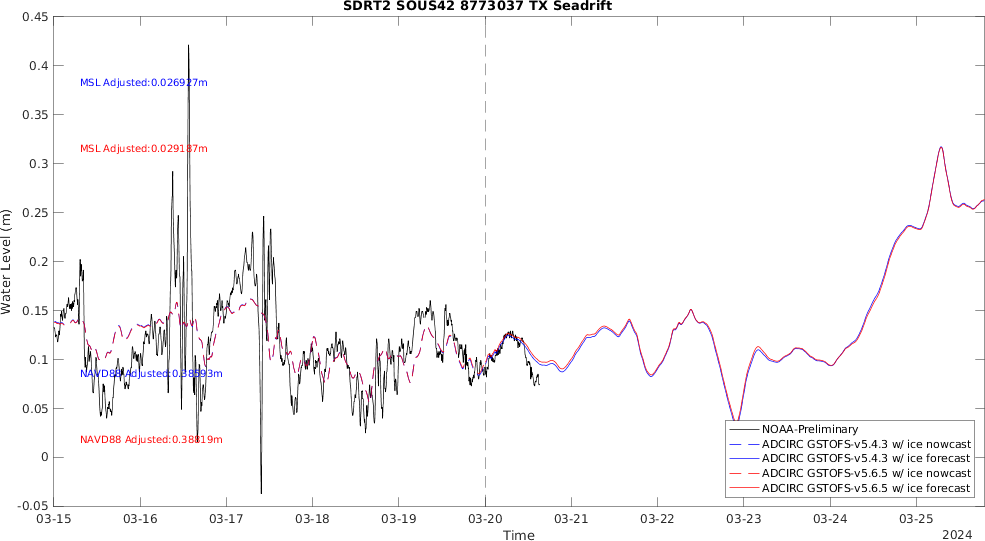 SDRT2 SOUS42 8773037 TX Seadrift
0.45
0.4
0.35
0.3
0.25
0.2
0.15
0.1
0.05
0
-0.05
Water Level (m)
MSL Adjusted:0.026927m
MSL Adjusted:0.029187m
NAVD88 Adjusted:0.38593m
NAVD88 Adjusted:0.38819m
NOAA-Preliminary
ADCIRC GSTOFS-v5.4.3 w/ ice nowcast
ADCIRC GSTOFS-v5.4.3 w/ ice forecast
ADCIRC GSTOFS-v5.6.5 w/ ice nowcast
ADCIRC GSTOFS-v5.6.5 w/ ice forecast
03-15 03-16 03-17 03-18 03-19 03-20 03-21 03-22 03-23 03-24 03-25
Time
2024